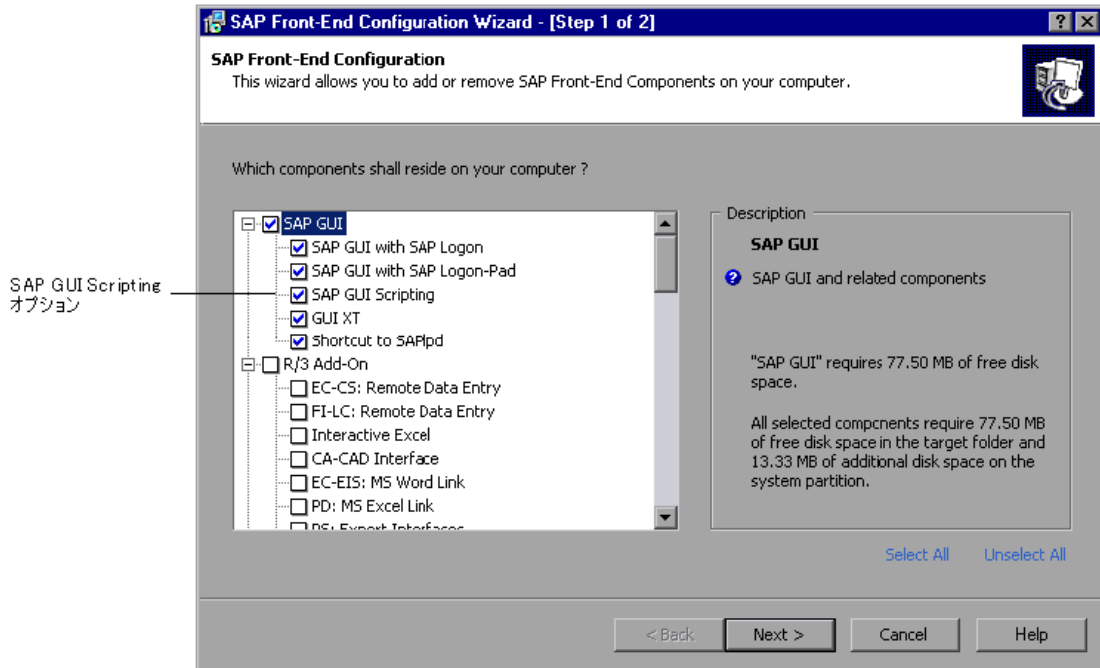 SAP Front-End Configuration Wizard - [Step 1 of 2]
SAP Front-End Configuration
This wizard allows you to add or remove SAP Front-End Components on your computer.
Which components shall reside on your computer ?
SAP GUI
SAP GUI with SAP Logon
SAP GUI with SAP Logon-Pad
SAP GUI Scripting
GUI XT
Shortcut to SAPlpd
R/3 Add-On
EC-CS: Remote Data Entry
FI-LC: Remote Data Entry
Interactive Excel
CA-CAD Interface
EC-EIS: MS Word Link
PD: MS Excel Link
PS: Export Interfaces
SAP GUI Scripting
オプション
Description
SAP GUI
SAP GUI and related components
"SAP GUI" requires 77.50 MB of free disk
space.
All selected components require 77.50 MB
of free disk space in the target folder and
13.33 MB of additional disk space on the
system partition.
Select All
Unselect All
< Back
Next >
Cancel
Help